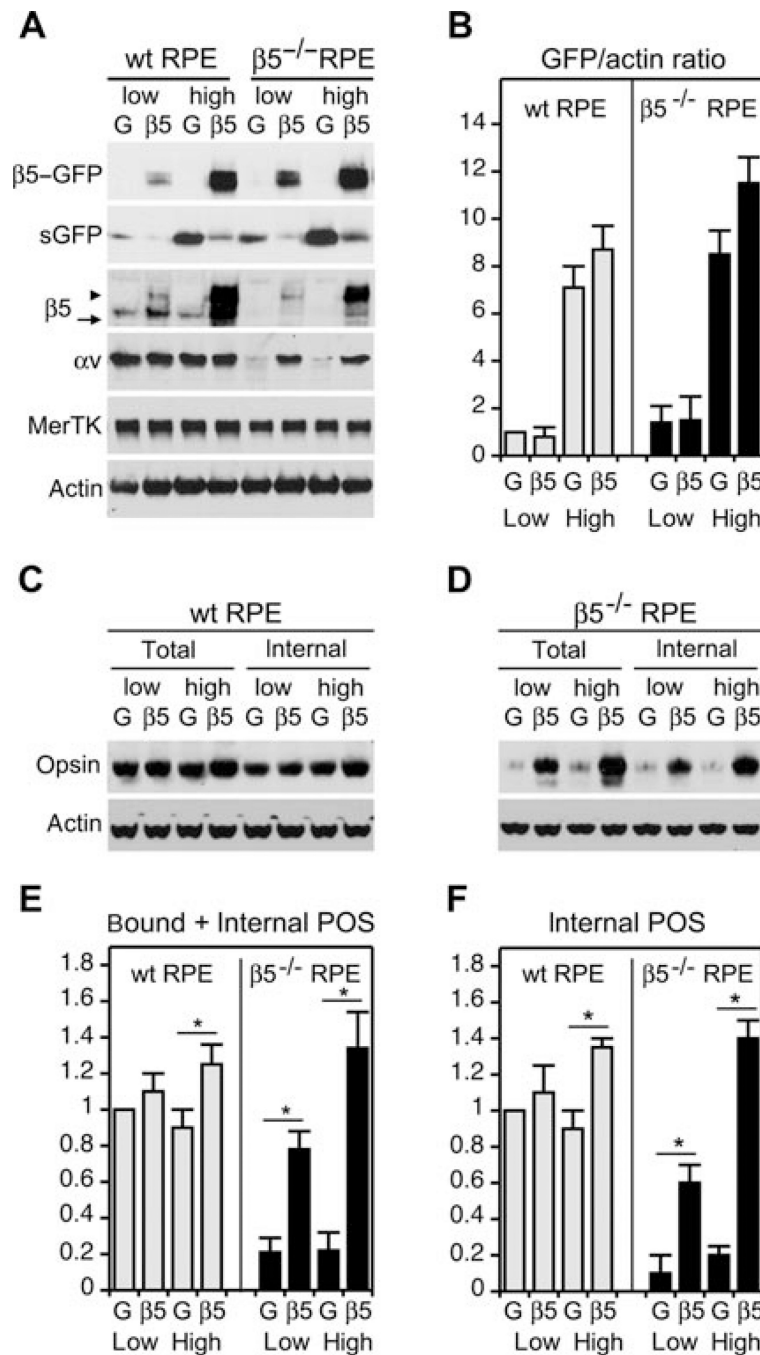 A
wt RPE β5−/−RPE
low high low high
G β5 G β5 G β5 G β5
β5–GFP
sGFP
β5
αv
MerTK
Actin
B
GFP/actin ratio
wt RPE β5-/- RPE
14
12
10
8
6
4
2
0
G β5 G β5 G β5 G β5
Low High Low High
C
wt RPE
Total Internal
low high low high
G β5 G β5 G β5 G β5
Opsin
Actin
D
β5-/- RPE
Total Internal
low high low high
G β5 G β5 G β5 G β5
E
Bound + Internal POS
wt RPE β5-/- RPE
1.8
1.6
1.4
1.2
1
0.8
0.6
0.4
0.2
0
* * *
G β5 G β5 G β5 G β5
Low High Low High
F
Internal POS
wt RPE β5-/- RPE
1.8
1.6
1.4
1.2
1
0.8
0.6
0.4
0.2
0
* * *
G β5 G β5 G β5 G β5
Low High Low High